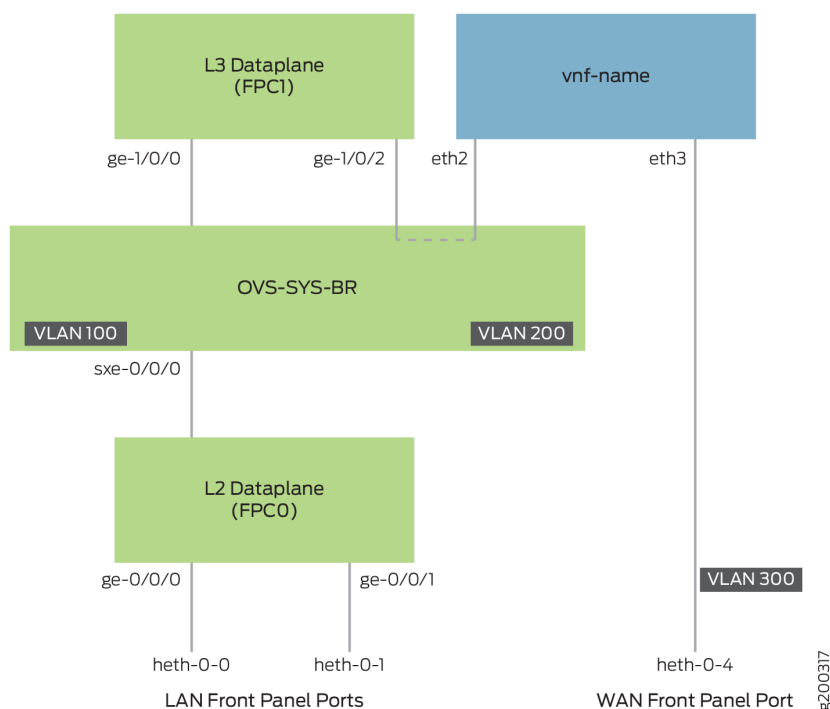 L3 Dataplane
(FPC1)
vnf-name
ge-1/0/0
ge-1/0/2
eth2
eth3
OVS-SYS-BR
VLAN 100
VLAN 200
sxe-0/0/0
L2 Dataplane
(FPC0)
ge-0/0/0
ge-0/0/1
VLAN 300
heth-0-0
heth-0-1
heth-0-4
LAN Front Panel Ports
WAN Front Panel Port
g200317